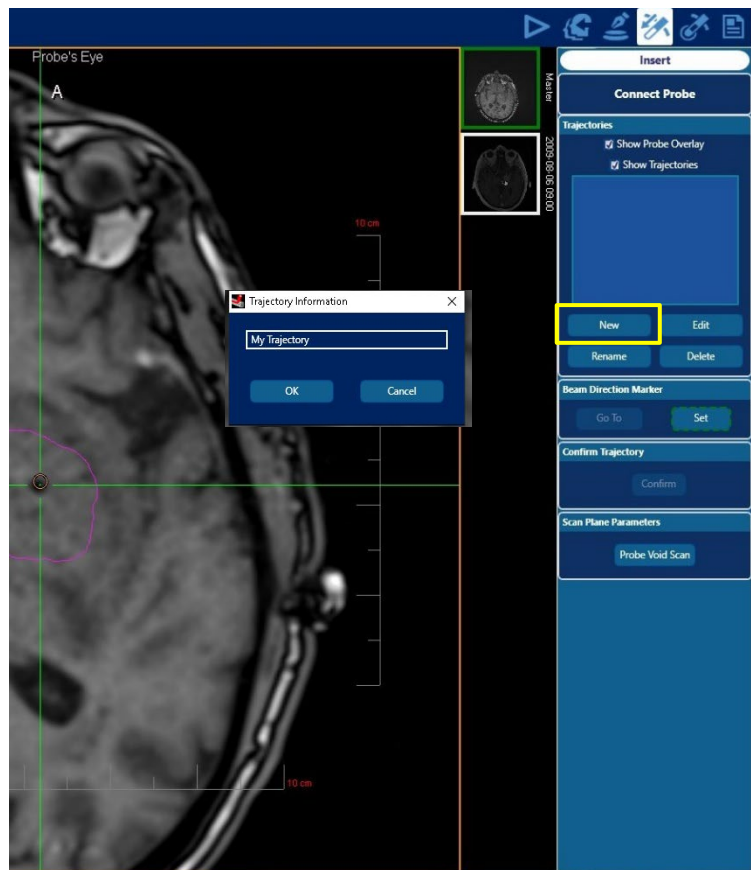 Probe's Eye
A
10 cm
10 cm
Master
2009-08-06 09:00
Trajectory Information
My Trajectory
OK
Cancel
Insert
Connect Probe
Trajectories
Show Probe Overlay
Show Trajectories
New
Edit
Rename
Delete
Beam Direction Marker
Go To
Set
Confirm Trajectory
Confirm
Scan Plane Parameters
Probe Void Scan